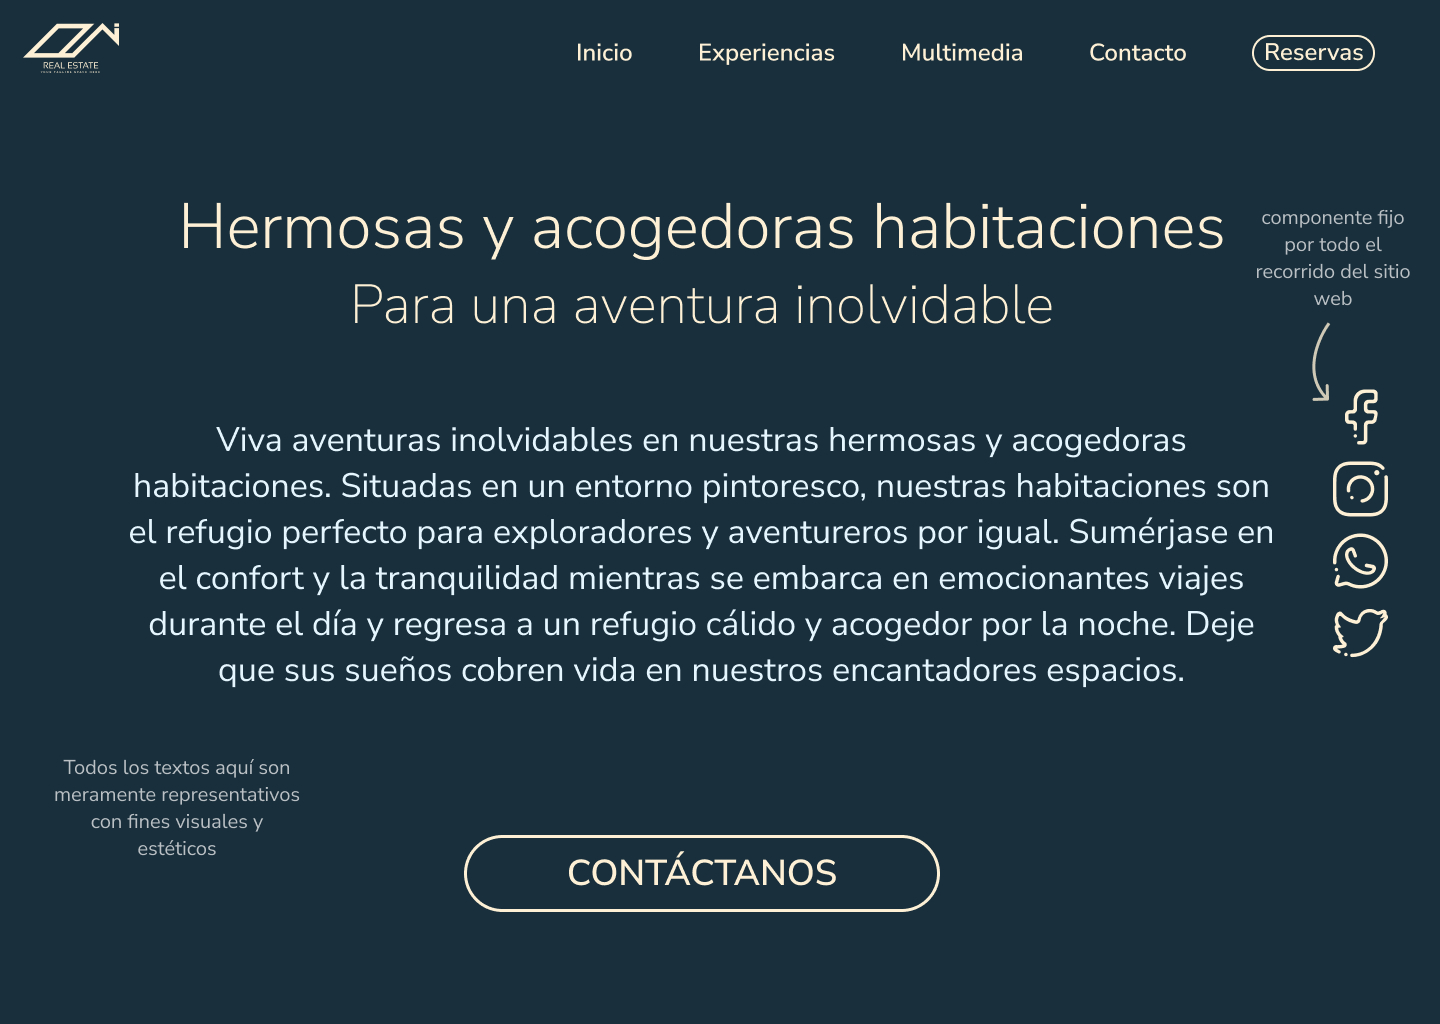 REAL ESTATE
Inicio
Experiencias
Multimedia
Contacto
Reservas
Hermosas y acogedoras habitaciones
Para una aventura inolvidable
componente fijo
por todo el
recorrido del sitio
web
Viva aventuras inolvidables en nuestras hermosas y acogedoras
habitaciones. Situadas en un entorno pintoresco, nuestras habitaciones son
el refugio perfecto para exploradores y aventureros por igual. Sumérjase en
el confort y la tranquilidad mientras se embarca en emocionantes viajes
durante el día y regresa a un refugio cálido y acogedor por la noche. Deje
que sus sueños cobren vida en nuestros encantadores espacios.
Todos los textos aquí son
meramente representativos
con fines visuales y
estéticos
CONTÁCTANOS